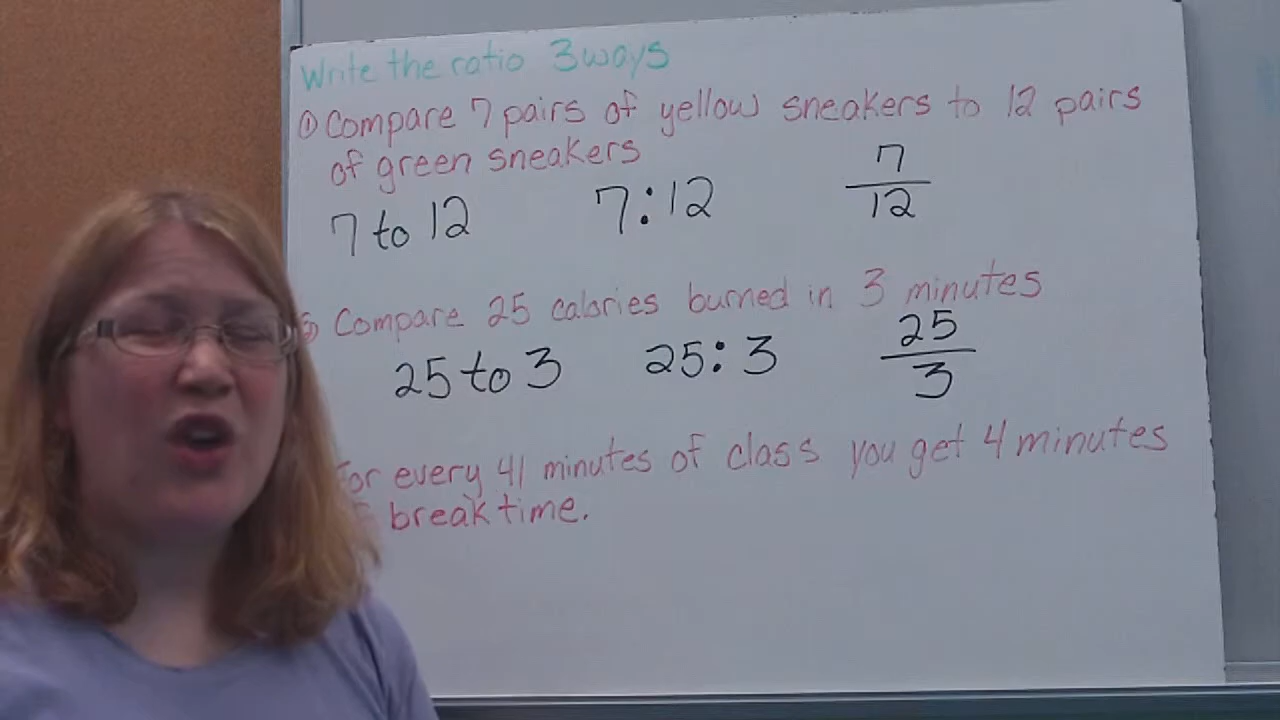 Write the ratio 3 ways
① Compare 7 pairs of yellow sneakers to 12 pairs
of green sneakers
7 to 12 7:12 7/12
Compare 25 calories burned in 3 minutes
25 to 3 25:3 25/3
For every 41 minutes of class you get 4 minutes
break time.